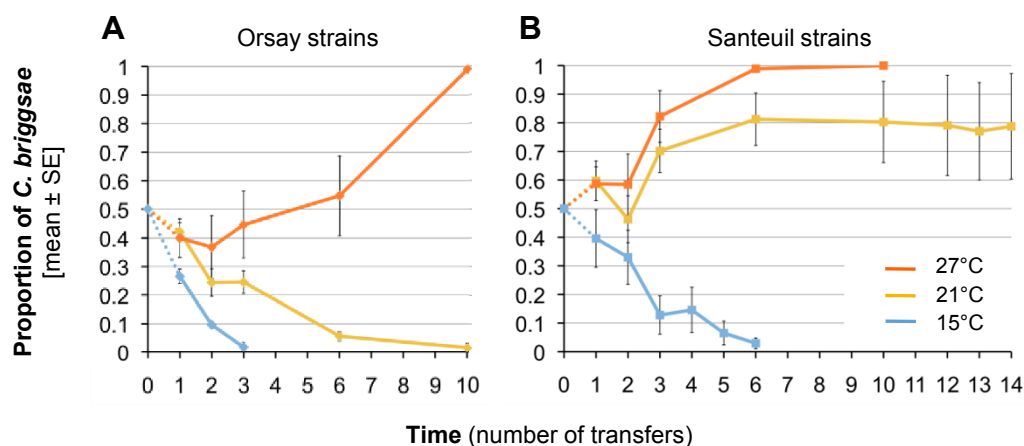 A
Orsay strains
B
Santeuil strains
Proportion of C. briggsae
[mean ± SE]
1
0.9
0.8
0.7
0.6
0.5
0.4
0.3
0.2
0.1
0
0 1 2 3 4 5 6 7 8 9 10
1
0.9
0.8
0.7
0.6
0.5
0.4
0.3
0.2
0.1
0
0 1 2 3 4 5 6 7 8 9 10 11 12 13 14
27°C
21°C
15°C
Time (number of transfers)